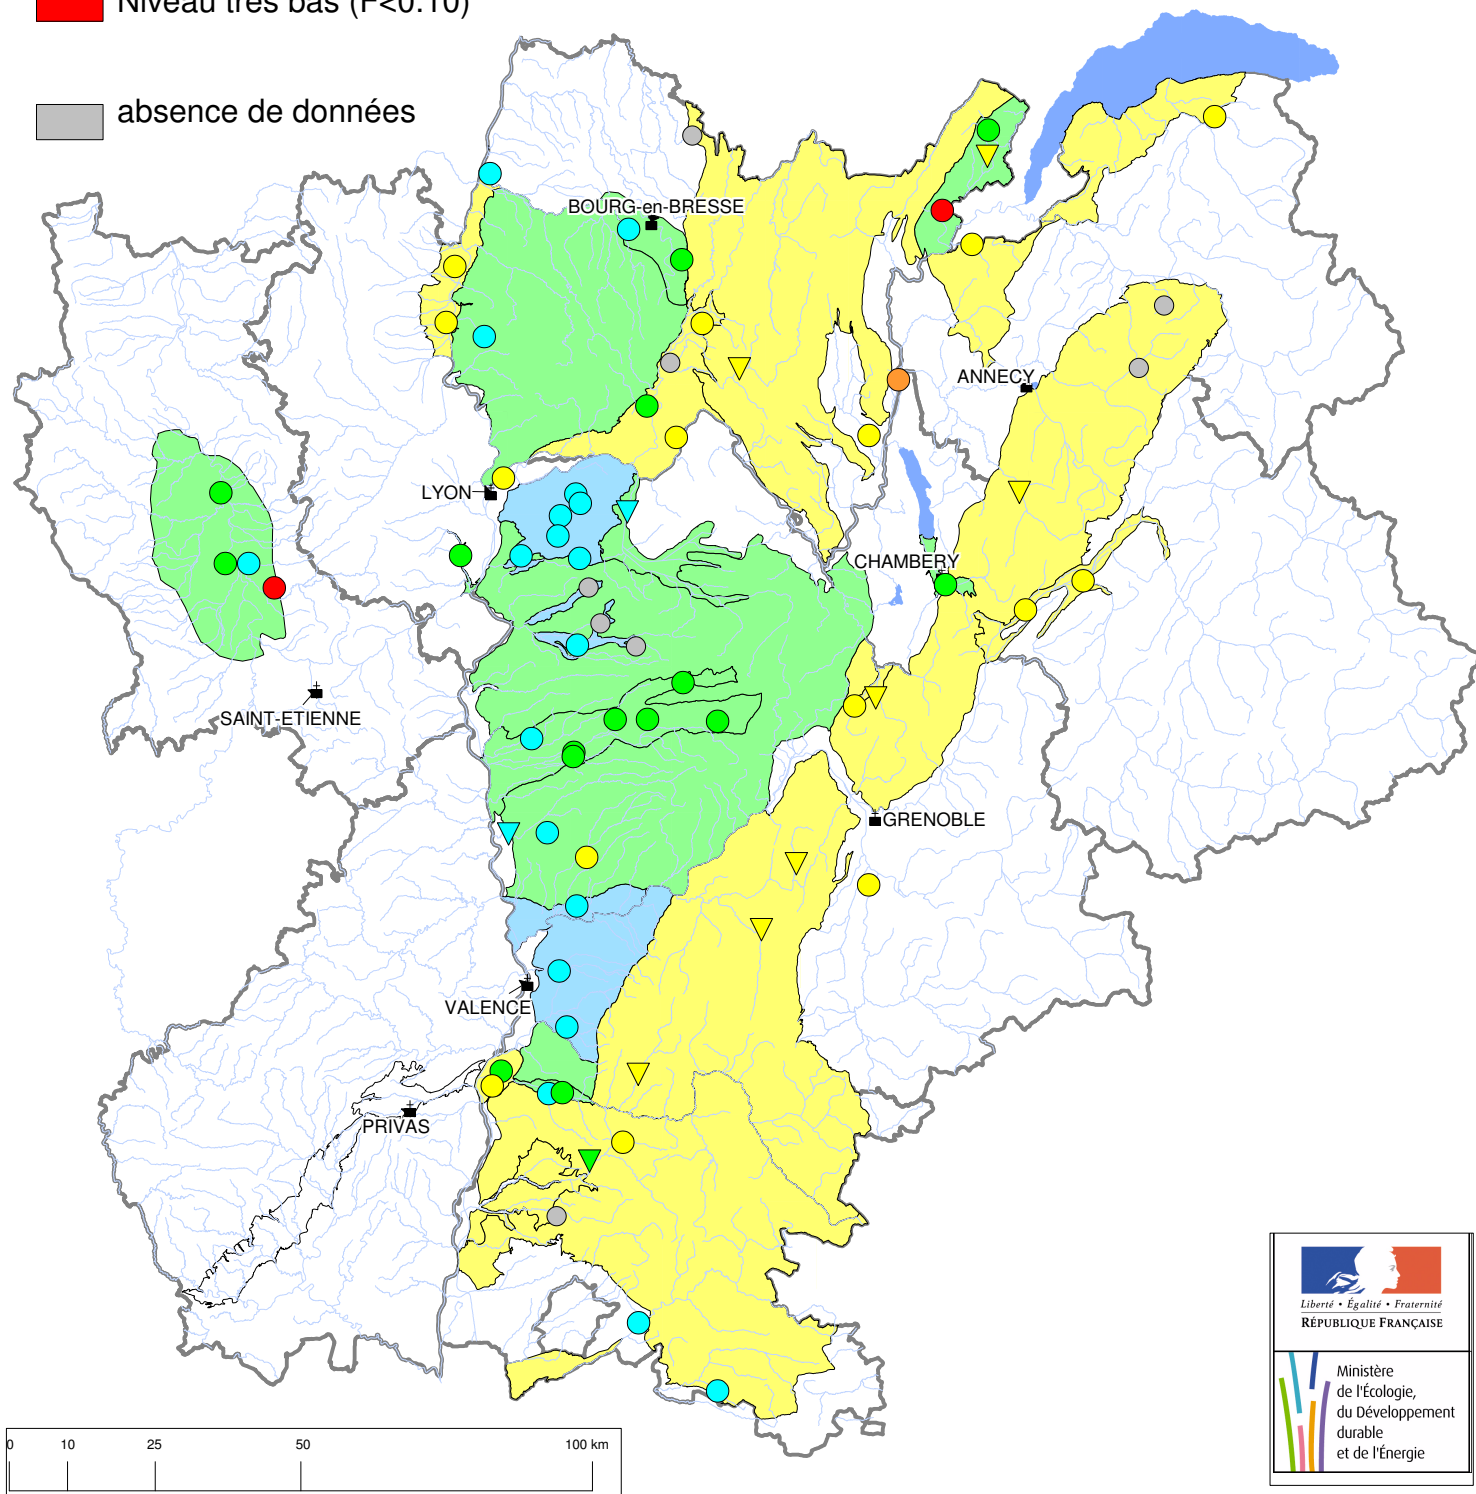 Niveau très bas (F<0.10)
absence de données
BOURG-en-BRESSE
ANNECY
LYON
CHAMBERY
SAINT-ETIENNE
GRENOBLE
VALENCE
PRIVAS
Liberté • Égalité • Fraternité
RÉPUBLIQUE FRANÇAISE
Ministère
de l'Écologie,
du Développement
durable
et de l'Énergie
0 10 25 50 100 km